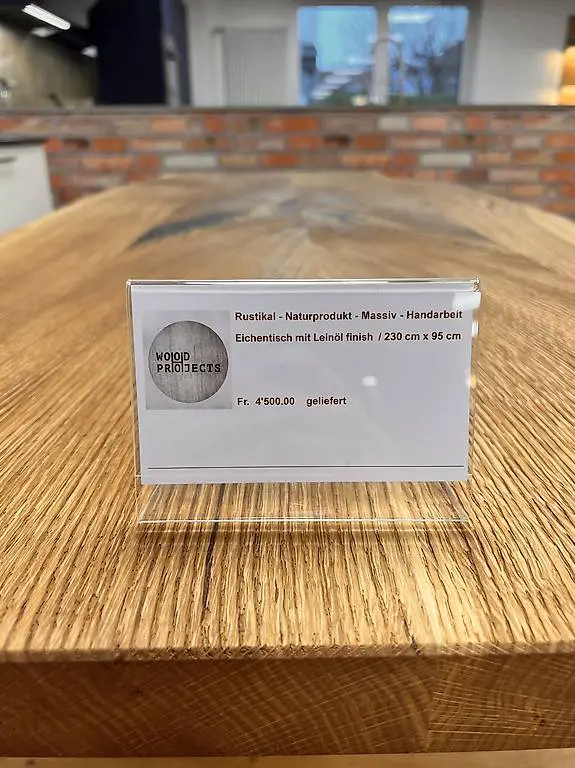 Rustikal - Naturprodukt - Massiv - Handarbeit
Eichentisch mit Leinöl finish / 230 cm x 95 cm
WOOD
PROJECTS
Fr. 4'500.00 geliefert